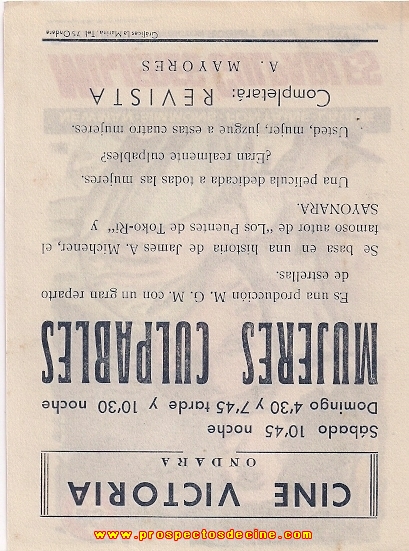 CINE VICTORIA
ONDARA
Sábado 10'45 noche
Domingo 4'30 y 7'45 tarde y 10'30 noche
MUJERES CULPABLES
Es una producción M. G. M. con un gran reparto
de estrellas.
Se basa en una historia de James A. Michener, el
famoso autor de "Los Puentes de Toko-Ri" y
SAYONARA.
Una película dedicada a todas las mujeres.
¿Eran realmente culpables?
Usted, mujer, juzgue a estas cuatro mujeres.
Completará: REVISTA
A. MAYORES
Gráficas La Marina. Tel. 75 Ondara
www.prospectosdecine.com